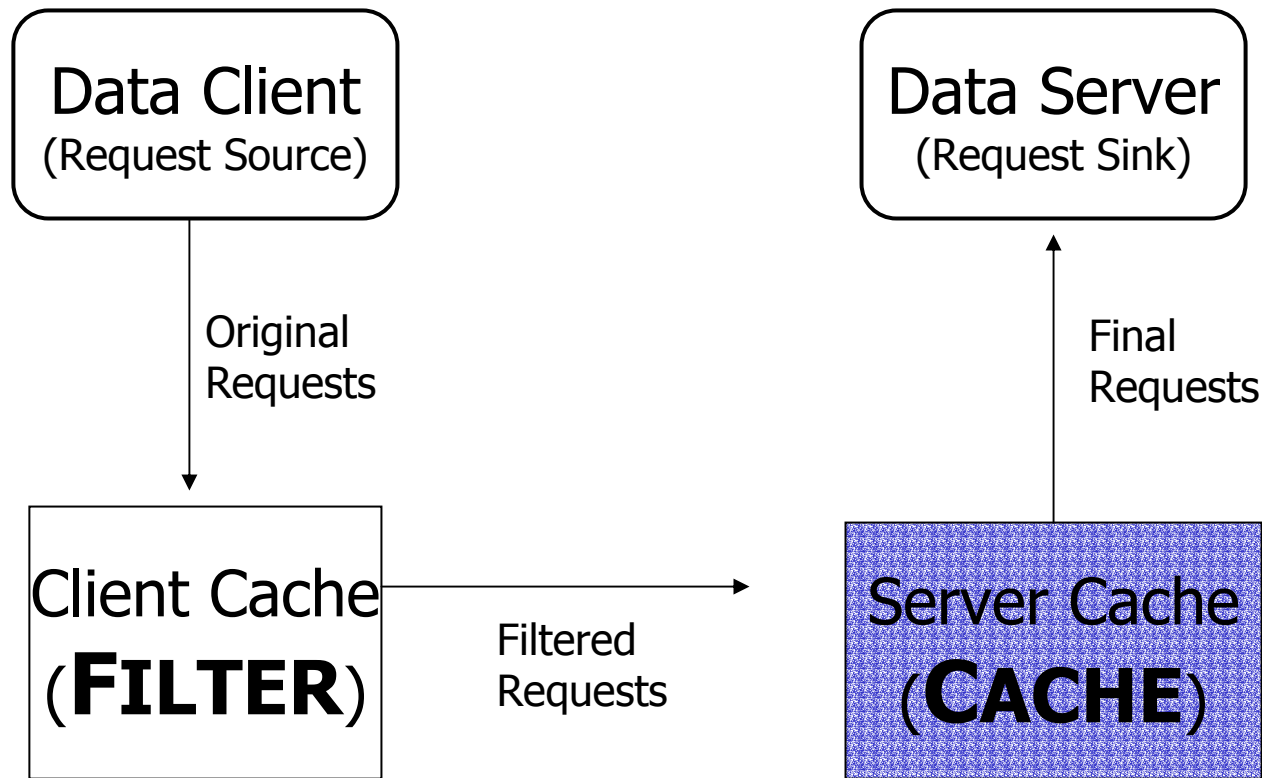 Data Client
(Request Source)
Data Server
(Request Sink)
Original
Requests
Final
Requests
Client Cache
(FILTER)
Filtered
Requests
Server Cache
(CACHE)